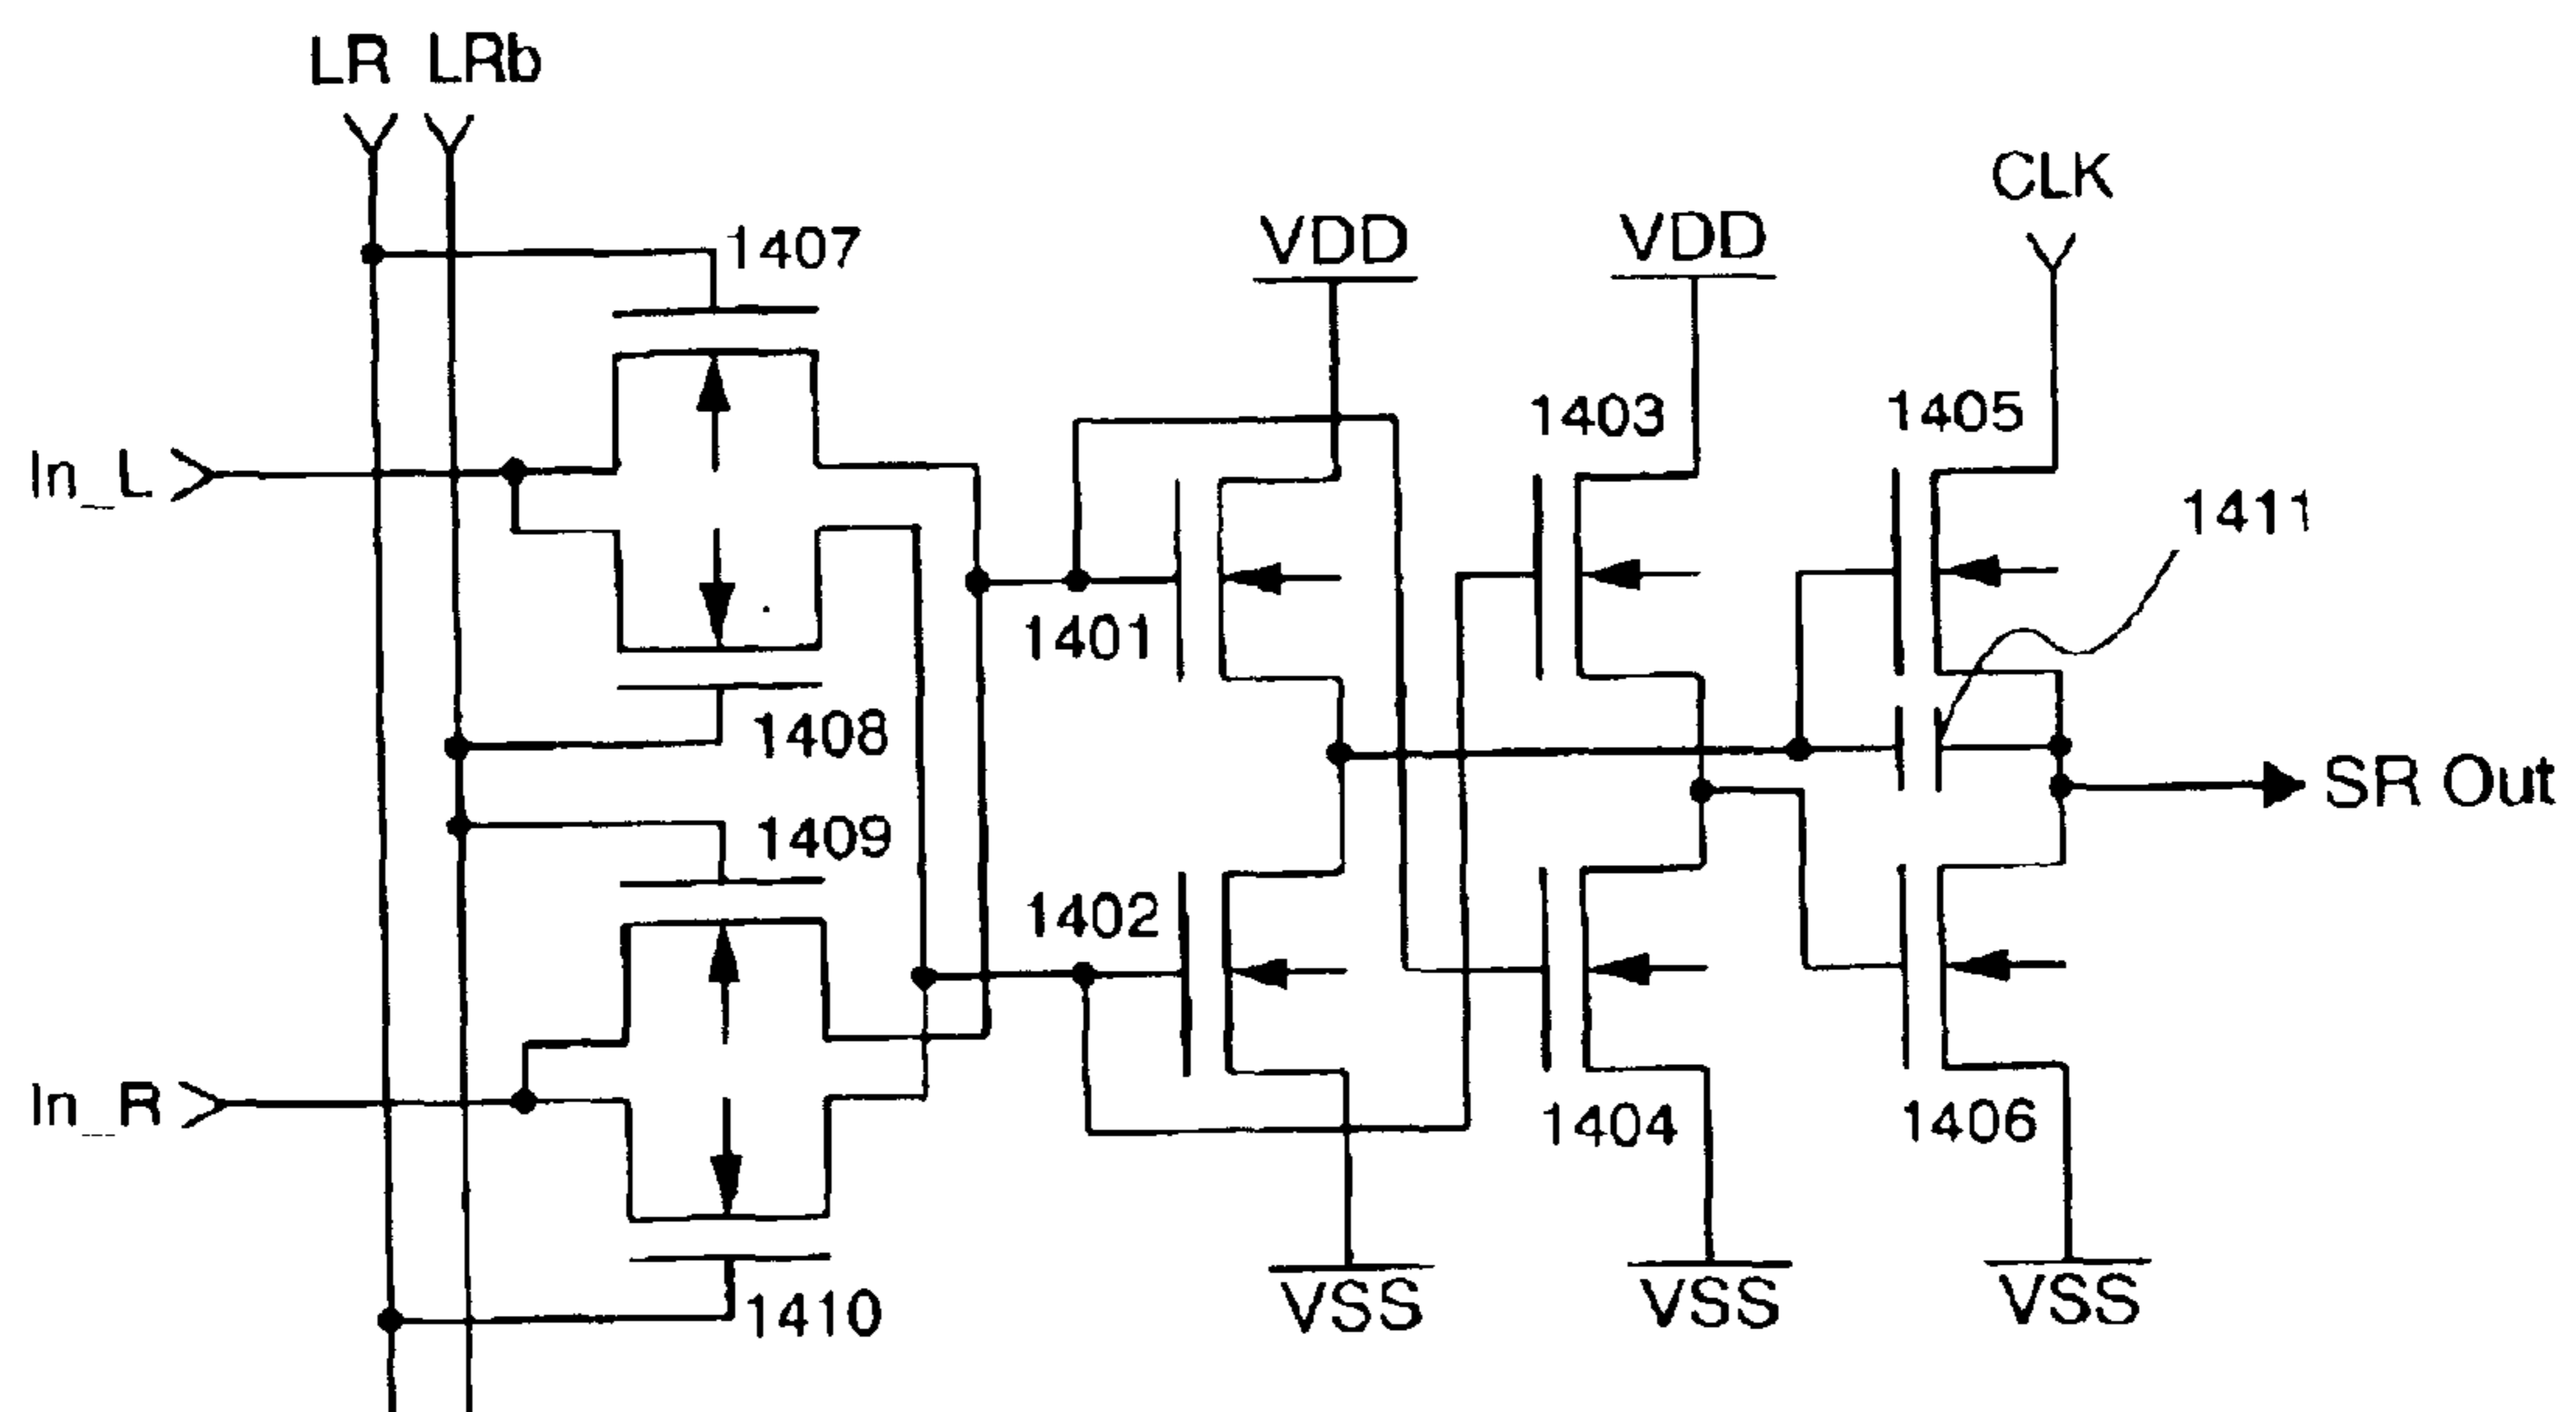 LR LRb
CLK
VDD
VDD
1407
1403
1405
In_L
1411
1401
1408
SR Out
1409
1402
In_R
1404
1406
1410
VSS
VSS
VSS